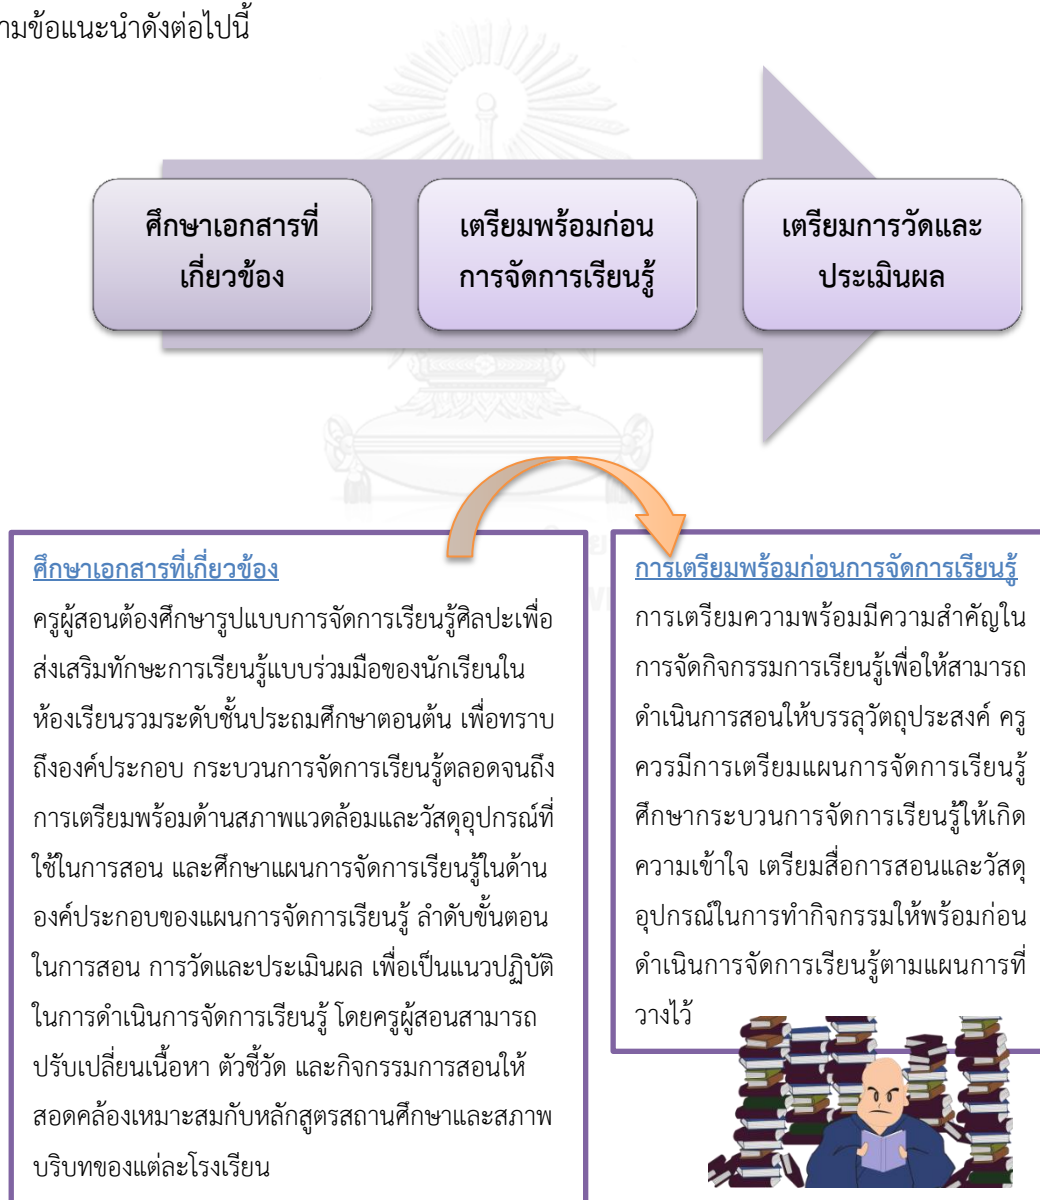 ามข้อแนะนำดังต่อไปนี้
ศึกษาเอกสารที่
เกี่ยวข้อง
เตรียมพร้อมก่อน
การจัดการเรียนรู้
เตรียมการวัดและ
ประเมินผล
ศึกษาเอกสารที่เกี่ยวข้อง
ครูผู้สอนต้องศึกษารูปแบบการจัดการเรียนรู้ศิลปะเพื่อ
ส่งเสริมทักษะการเรียนรู้แบบร่วมมือของนักเรียนใน
ห้องเรียนรวมระดับชั้นประถมศึกษาตอนต้น เพื่อทราบ
ถึงองค์ประกอบ กระบวนการจัดการเรียนรู้ตลอดจนถึง
การเตรียมพร้อมด้านสภาพแวดล้อมและวัสดุอุปกรณ์ที่
ใช้ในการสอน และศึกษาแผนการจัดการเรียนรู้ในด้าน
องค์ประกอบของแผนการจัดการเรียนรู้ ลำดับขั้นตอน
ในการสอน การวัดและประเมินผล เพื่อเป็นแนวปฏิบัติ
ในการดำเนินการจัดการเรียนรู้ โดยครูผู้สอนสามารถ
ปรับเปลี่ยนเนื้อหา ตัวชี้วัด และกิจกรรมการสอนให้
สอดคล้องเหมาะสมกับหลักสูตรสถานศึกษาและสภาพ
บริบทของแต่ละโรงเรียน
การเตรียมพร้อมก่อนการจัดการเรียนรู้
การเตรียมความพร้อมมีความสำคัญใน
การจัดกิจกรรมการเรียนรู้เพื่อให้สามารถ
ดำเนินการสอนให้บรรลุวัตถุประสงค์ ครู
ควรมีการเตรียมแผนการจัดการเรียนรู้
ศึกษากระบวนการจัดการเรียนรู้ให้เกิด
ความเข้าใจ เตรียมสื่อการสอนและวัสดุ
อุปกรณ์ในการทำกิจกรรมให้พร้อมก่อน
ดำเนินการจัดการเรียนรู้ตามแผนการที่
วางไว้